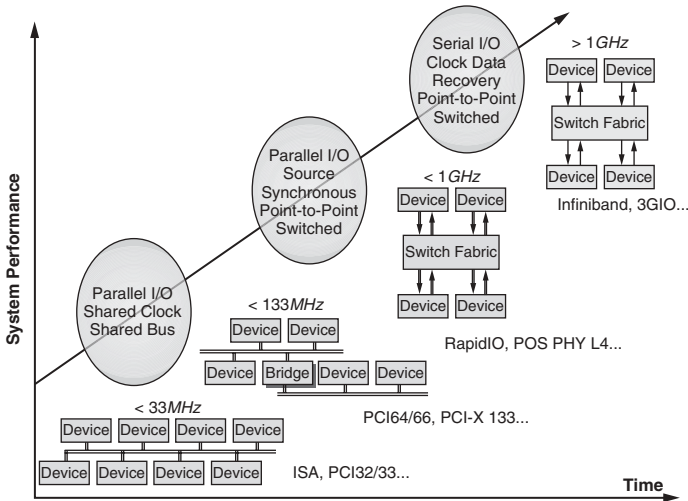 Serial I/O
Clock Data
Recovery
Point-to-Point
Switched
> 1GHz
Device Device
Switch Fabric
Device Device
Infiniband, 3GIO...
Parallel I/O
Source
Synchronous
Point-to-Point
Switched
< 1GHz
Device Device
Switch Fabric
Device Device
RapidIO, POS PHY L4...
Parallel I/O
Shared Clock
Shared Bus
< 133MHz
Device Device
Device Bridge Device Device
PCI64/66, PCI-X 133...
< 33MHz
Device Device Device Device
Device Device Device Device
ISA, PCI32/33...
System Performance
Time